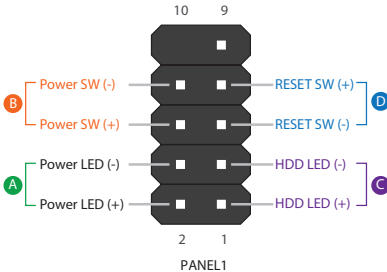 10 9
Power SW (-) RESET SW (+)
B D
Power SW (+) RESET SW (-)
Power LED (-) HDD LED (-)
A C
Power LED (+) HDD LED (+)
2 1
PANEL1